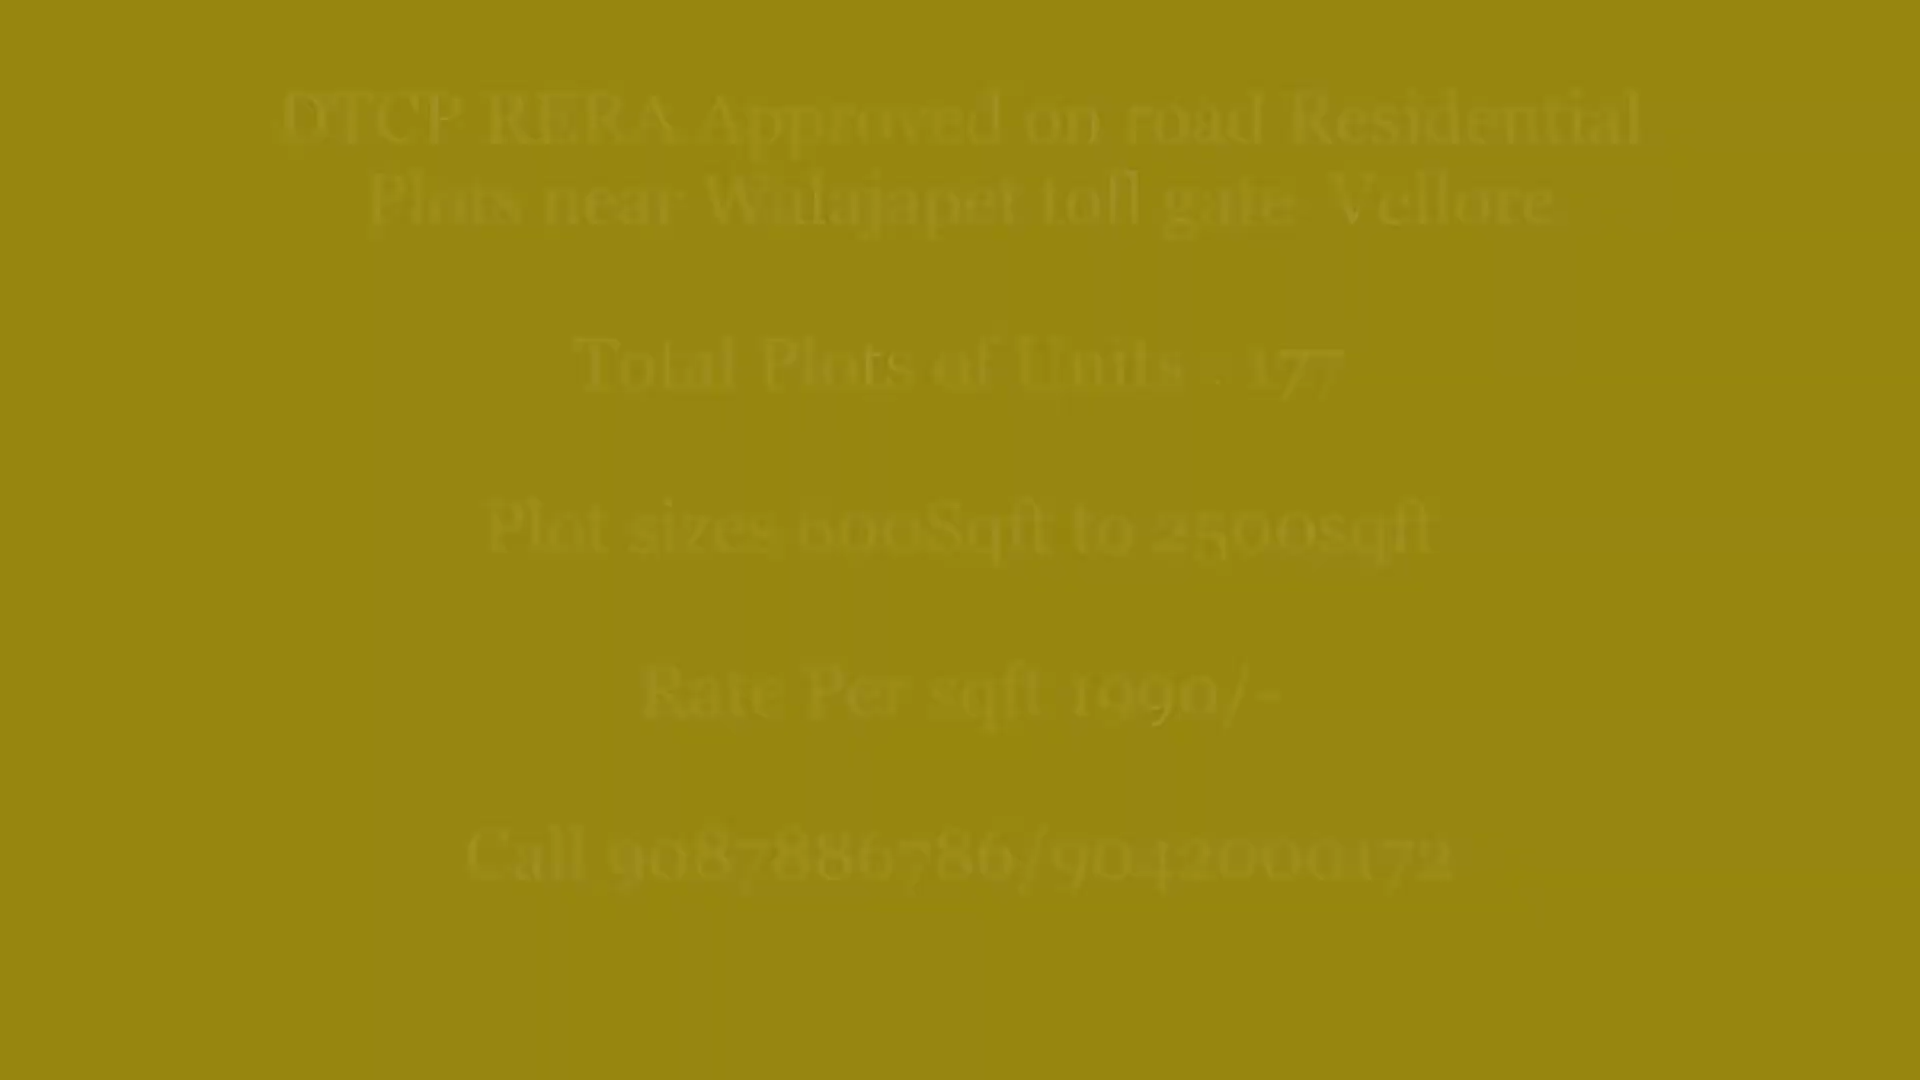 DTCP RERA Approved on road Residential
Plots near Walajapet toll gate Vellore
Total Plots of Units - 177
Plot sizes 600Sqft to 2500sqft
Rate Per sqft 1090/-
Call 9087886786/9042000172